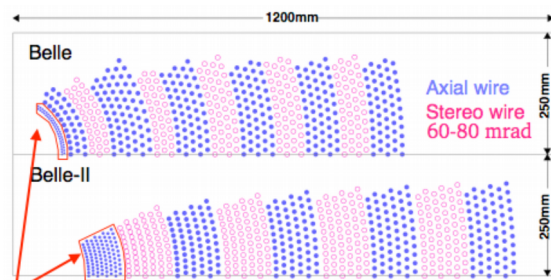 1200mm
Belle
Axial wire
Stereo wire
60-80 mrad
250mm
Belle-II
250mm